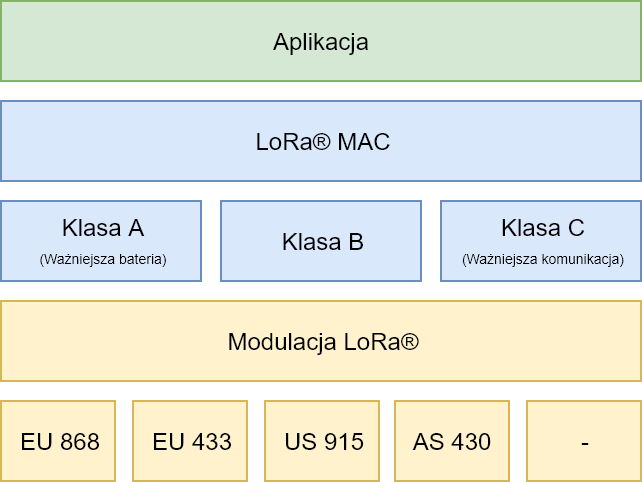 Aplikacja
LoRa® MAC
Klasa A
(Ważniejsza bateria)
Klasa B
Klasa C
(Ważniejsza komunikacja)
Modulacja LoRa®
EU 868
EU 433
US 915
AS 430
-